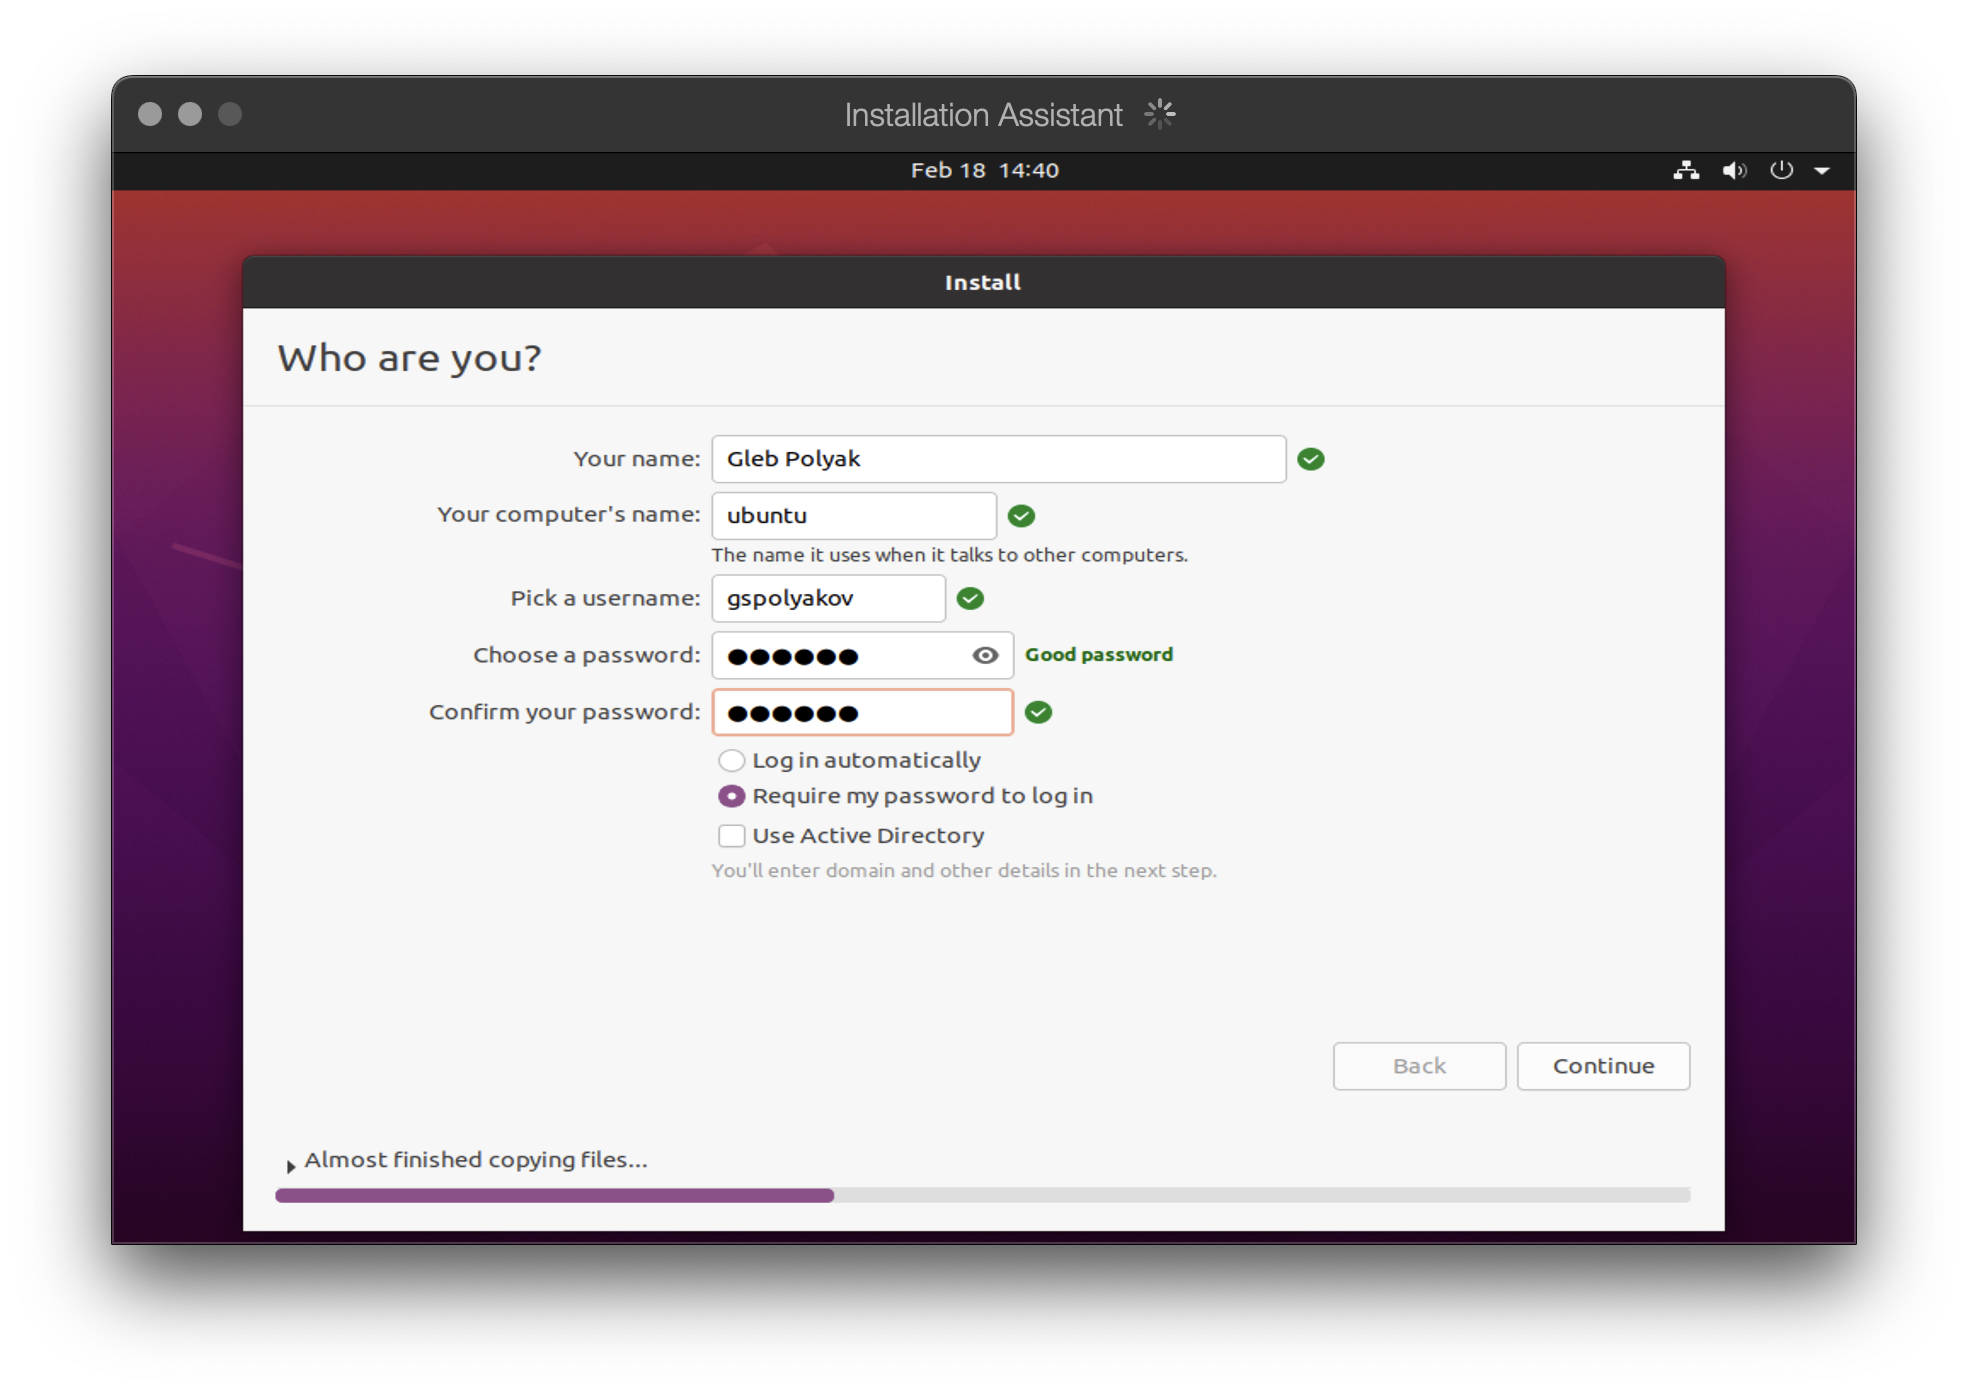 Installation Assistant
Feb 18 14:40
Install
Who are you?
Your name: Gleb Polyak
Your computer's name: ubuntu
The name it uses when it talks to other computers.
Pick a username: gspolyakov
Choose a password: ●●●●●● Good password
Confirm your password: ●●●●●●
Log in automatically
Require my password to log in
Use Active Directory
You'll enter domain and other details in the next step.
Back Continue
Almost finished copying files...